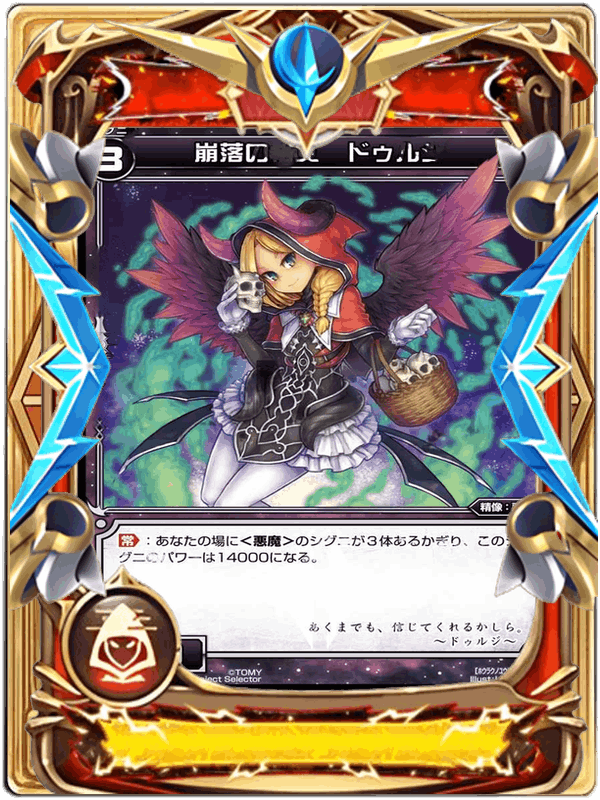 3
崩落の
ドゥル
精像：
常：あなたの場に＜悪魔＞のシグニが３体あるかぎり、この
グニのパワーは14000になる。
あくまでも、信じてくれるかしら。
～ドゥルジ～
©TOMY
lect Selector
Illust.